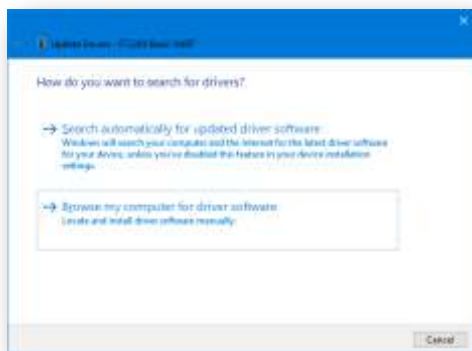 Update Drivers -
How do you want to search for drivers?
→ Search automatically for updated driver software
Windows will search your computer and the Internet for the latest driver software
for your device, unless you've disabled this feature in your device installation
settings.
→ Browse my computer for driver software
Locate and install driver software manually.
Cancel